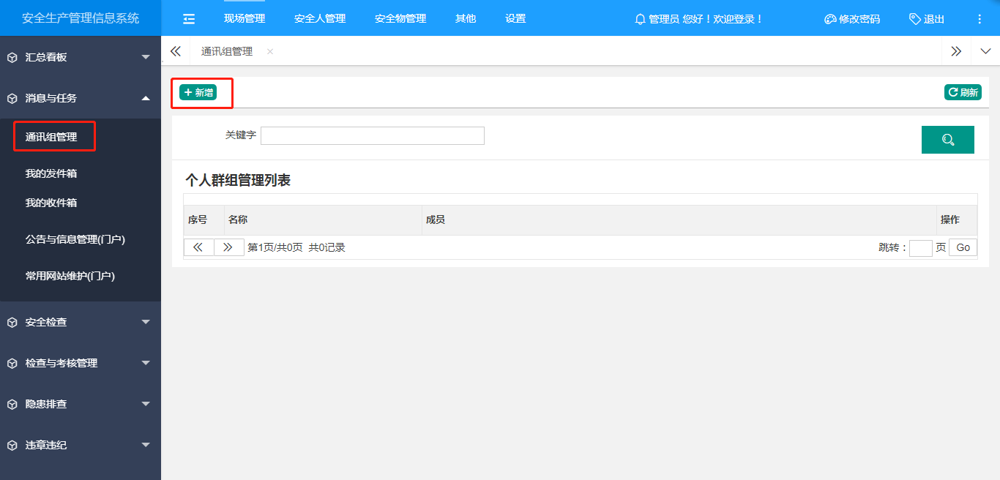 安全生产管理信息系统
现场管理 安全人管理 安全物管理 其他 设置 管理员 您好！欢迎登录！ 修改密码 退出
汇总看板
消息与任务
通讯组管理
我的发件箱
我的收件箱
公告与信息管理(门户)
常用网站维护(门户)
安全检查
检查与考核管理
隐患排查
违章违纪
通讯组管理
新增 刷新
关键字
个人群组管理列表
序号 名称 成员 操作
第1页/共0页 共0记录 跳转： 页 Go